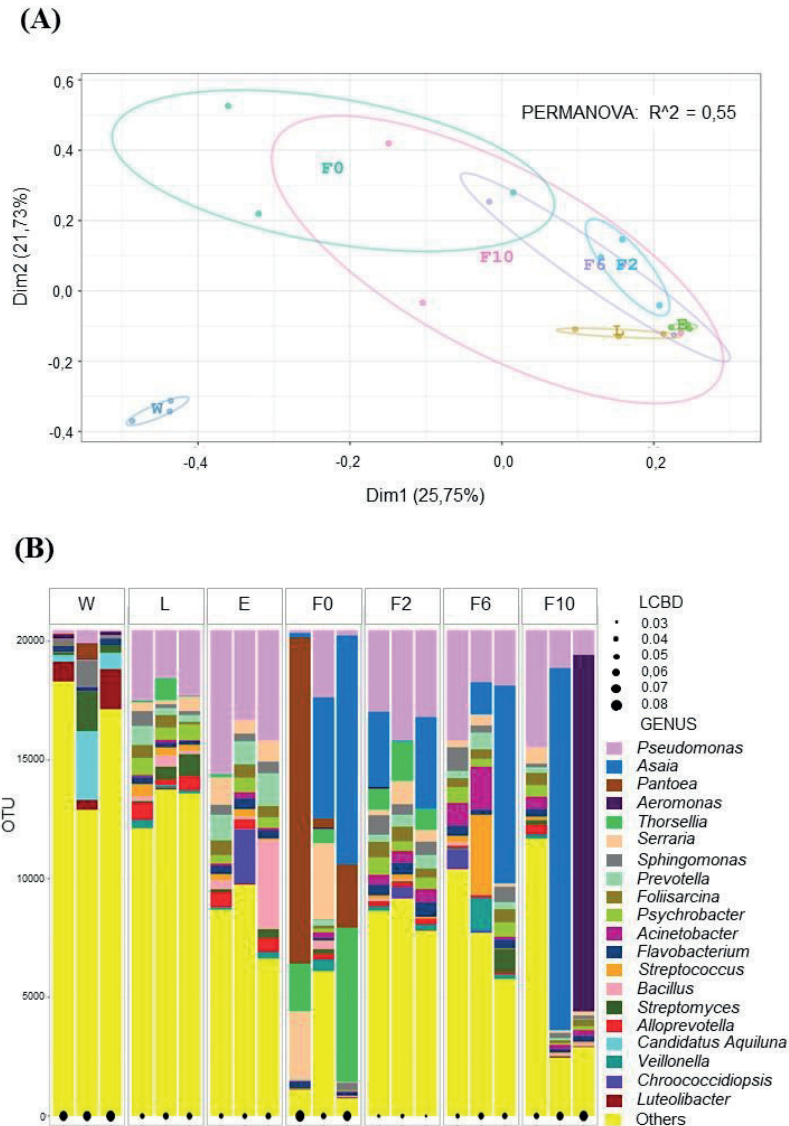 (A)
0,6
0,4
0,2
0,0
-0,2
-0,4
Dim2 (21,73%)
PERMANOVA: R^2 = 0,55
F0
F10
F6
F2
L
E
W
-0,4
-0,2
0,0
0,2
Dim1 (25,75%)
(B)
W
L
E
F0
F2
F6
F10
20000
15000
10000
5000
0
OTU
LCBD
0.03
0.04
0.05
0.06
0.07
0.08
GENUS
Pseudomonas
Asaia
Pantoea
Aeromonas
Thorsellia
Serraria
Sphingomonas
Prevotella
Foliisarcina
Psychrobacter
Acinetobacter
Flavobacterium
Streptococcus
Bacillus
Streptomyces
Alloprevotella
Candidatus Aquiluna
Veillonella
Chroococcidiopsis
Luteolibacter
Others